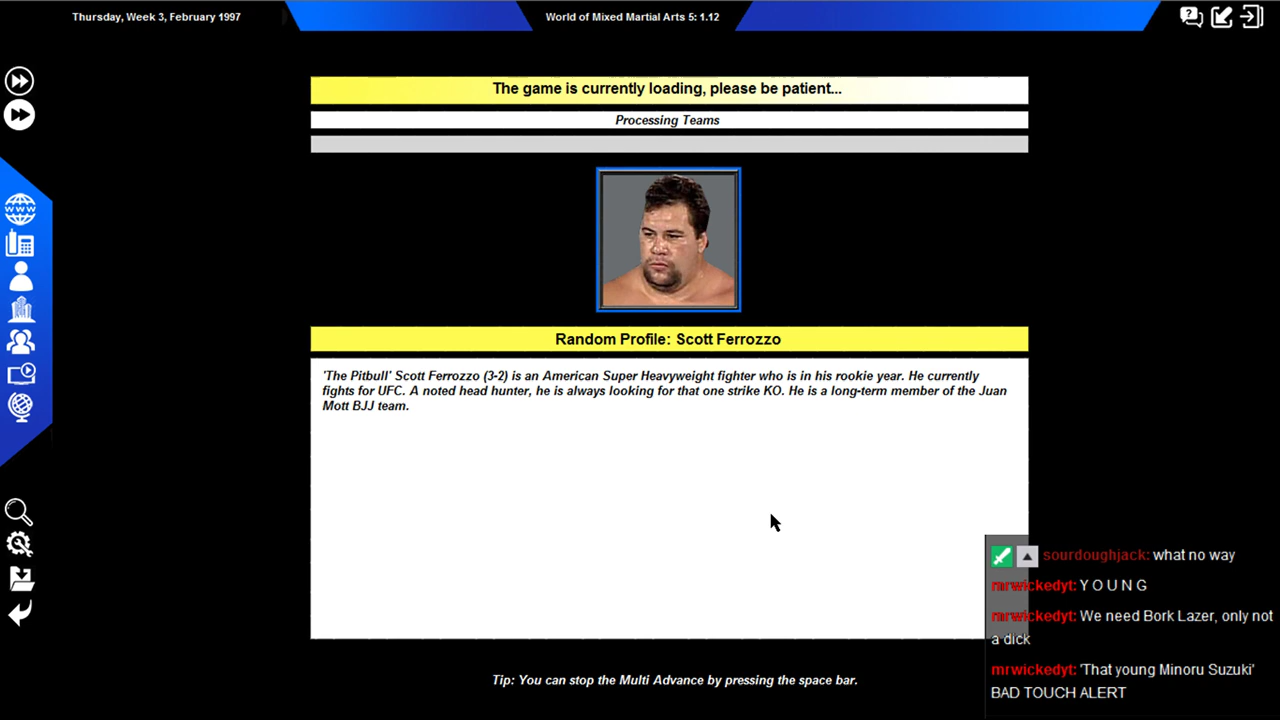 Thursday, Week 3, February 1997
World of Mixed Martial Arts 5: 1.12
The game is currently loading, please be patient...
Processing Teams
Random Profile: Scott Ferrozzo
'The Pitbull' Scott Ferrozzo (3-2) is an American Super Heavyweight fighter who is in his rookie year. He currently
fights for UFC. A noted head hunter, he is always looking for that one strike KO. He is a long-term member of the Juan
Mott BJJ team.
Tip: You can stop the Multi Advance by pressing the space bar.
WWW
sourdoughjack: what no way
mrwickedyt: Y O U N G
mrwickedyt: We need Bork Lazer, only not
a dick
mrwickedyt: 'That young Minoru Suzuki'
BAD TOUCH ALERT